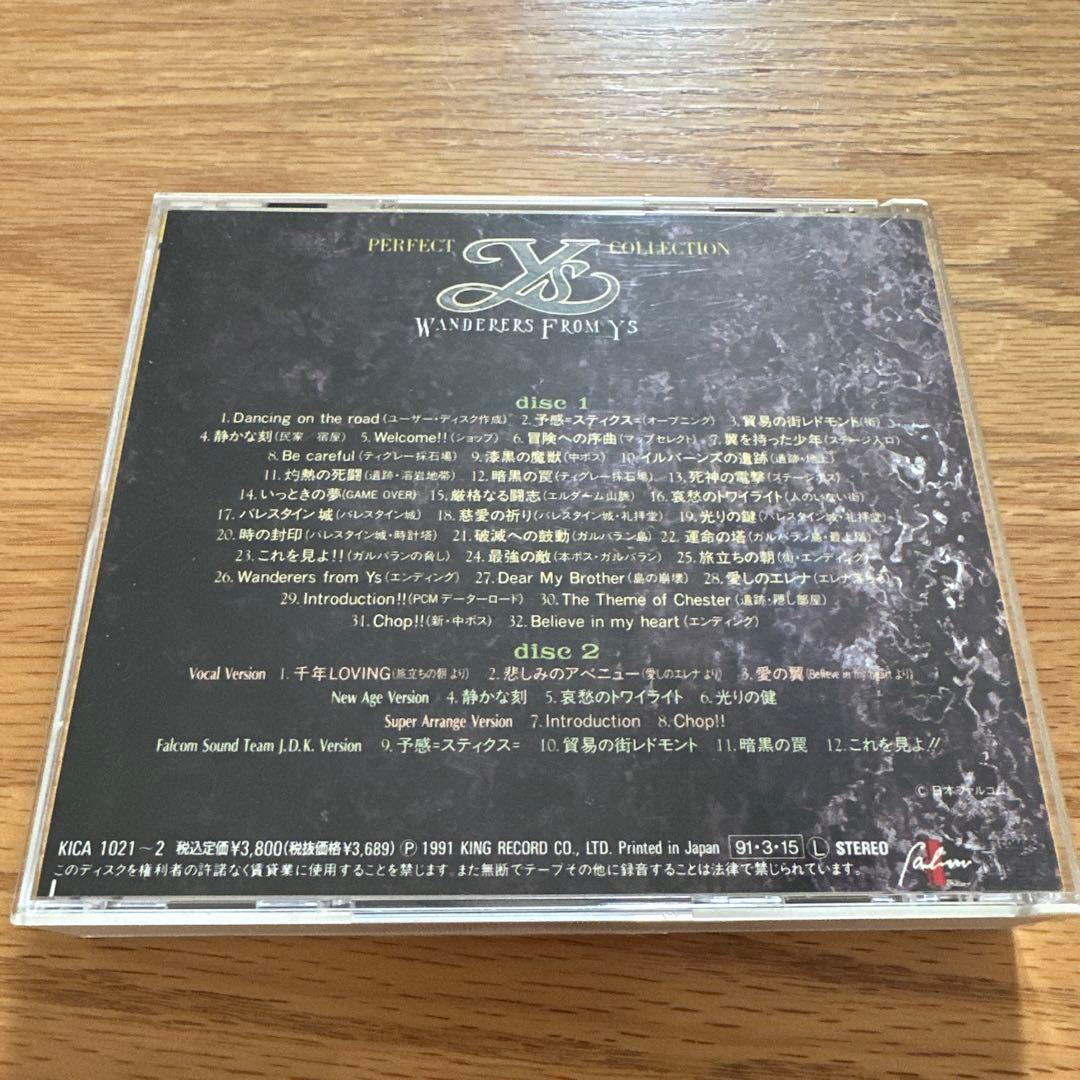 PERFECT Ys COLLECTION
WANDERERS FROM YS
disc 1
1. Dancing on the road(ユーザー・ディスク作成) 2. 予感=スティクス=(オープニング) 3. 貿易の街レドモンド(街)
4. 静かな刻(民家 宿屋) 5. Welcome!!(ショップ) 6. 冒険への序曲(マップセレクト) 7. 翼を持った少年(ステージ入口)
8. Be careful(ティグレー採石場) 9. 漆黒の魔獣(中ボス) 10. イルバーンズの遺跡(遺跡・地上)
11. 灼熱の死闘(遺跡・溶岩地帯) 12. 暗黒の罠(ティグレー採石場) 13. 死神の電撃(ステージボス)
14. いっときの夢(GAME OVER) 15. 厳格なる闘志(エルダーム山脈) 16. 哀愁のトワイライト(人のいない街)
17. バレスタイン城(バレスタイン城) 18. 慈愛の祈り(バレスタイン城・礼拝堂) 19. 光りの鍵(バレスタイン城・礼拝堂)
20. 時の封印(バレスタイン城・時計塔) 21. 破滅への鼓動(ガルバラン島) 22. 運命の塔(ガルバラン島・最上階)
23. これを見よ!!(ガルバランの脅し) 24. 最強の敵(本ボス・ガルバラン) 25. 旅立ちの朝(街・エンディング)
26. Wanderers from Ys(エンディング) 27. Dear My Brother(島の崩壊) 28. 愛しのエレナ
29. Introduction!!(PCMデーターロード) 30. The Theme of Chester(遺跡・隠し部屋)
31. Chop!!(新・中ボス) 32. Believe in my heart(エンディング)
disc 2
Vocal Version 1. 千年LOVING(旅立ちの朝より) 2. 悲しみのアベニュー(愛しのエレナより) 3. 愛の翼(Believe in my heartより)
New Age Version 4. 静かな刻 5. 哀愁のトワイライト 6. 光りの健
Super Arrange Version 7. Introduction 8. Chop!!
Falcom Sound Team J.D.K. Version 9. 予感=スティクス= 10. 貿易の街レドモント 11. 暗黒の罠 12. これを見よ!!
© 日本ファルコム
KICA 1021~2 税込定価¥3,800(税抜価格¥3,689) Ⓟ 1991 KING RECORD CO., LTD. Printed in Japan 91・3・15 Ⓛ STEREO Falcom
このディスクを権利者の許諾なく賃貸業に使用することを禁じます。また無断でテープその他に録音することは法律で禁じられています。